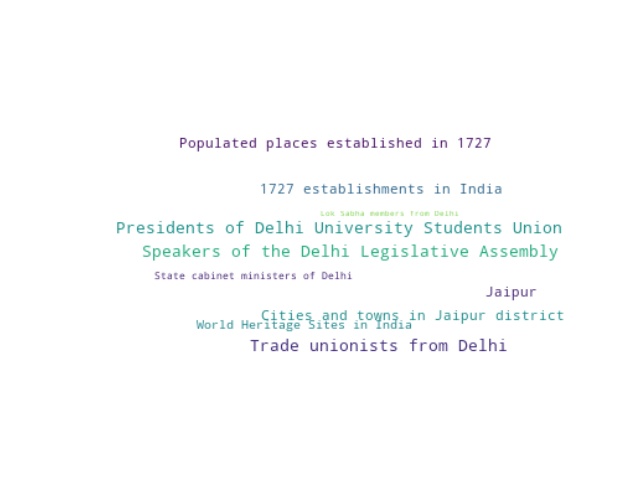 Populated places established in 1727
1727 establishments in India
Lok Sabha members from Delhi
Presidents of Delhi University Students Union
Speakers of the Delhi Legislative Assembly
State cabinet ministers of Delhi
Jaipur
Cities and towns in Jaipur district
World Heritage Sites in India
Trade unionists from Delhi